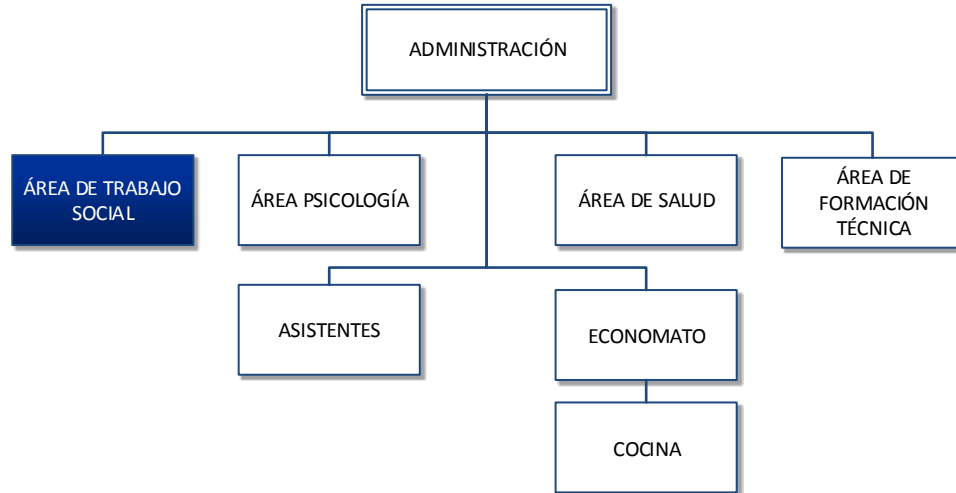 ADMINISTRACIÓN
ÁREA DE TRABAJO
SOCIAL
ÁREA PSICOLOGÍA
ÁREA DE SALUD
ÁREA DE
FORMACIÓN
TÉCNICA
ASISTENTES
ECONOMATO
COCINA